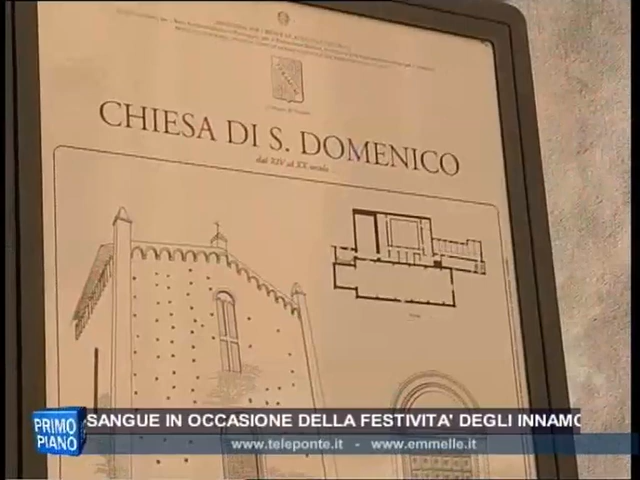 CHIESA DI S. DOMENICO
dal XIV al XX secolo
PRIMO
PIANO
SANGUE IN OCCASIONE DELLA FESTIVITA' DEGLI INNAMO
www.teleponte.it - www.emmelle.it